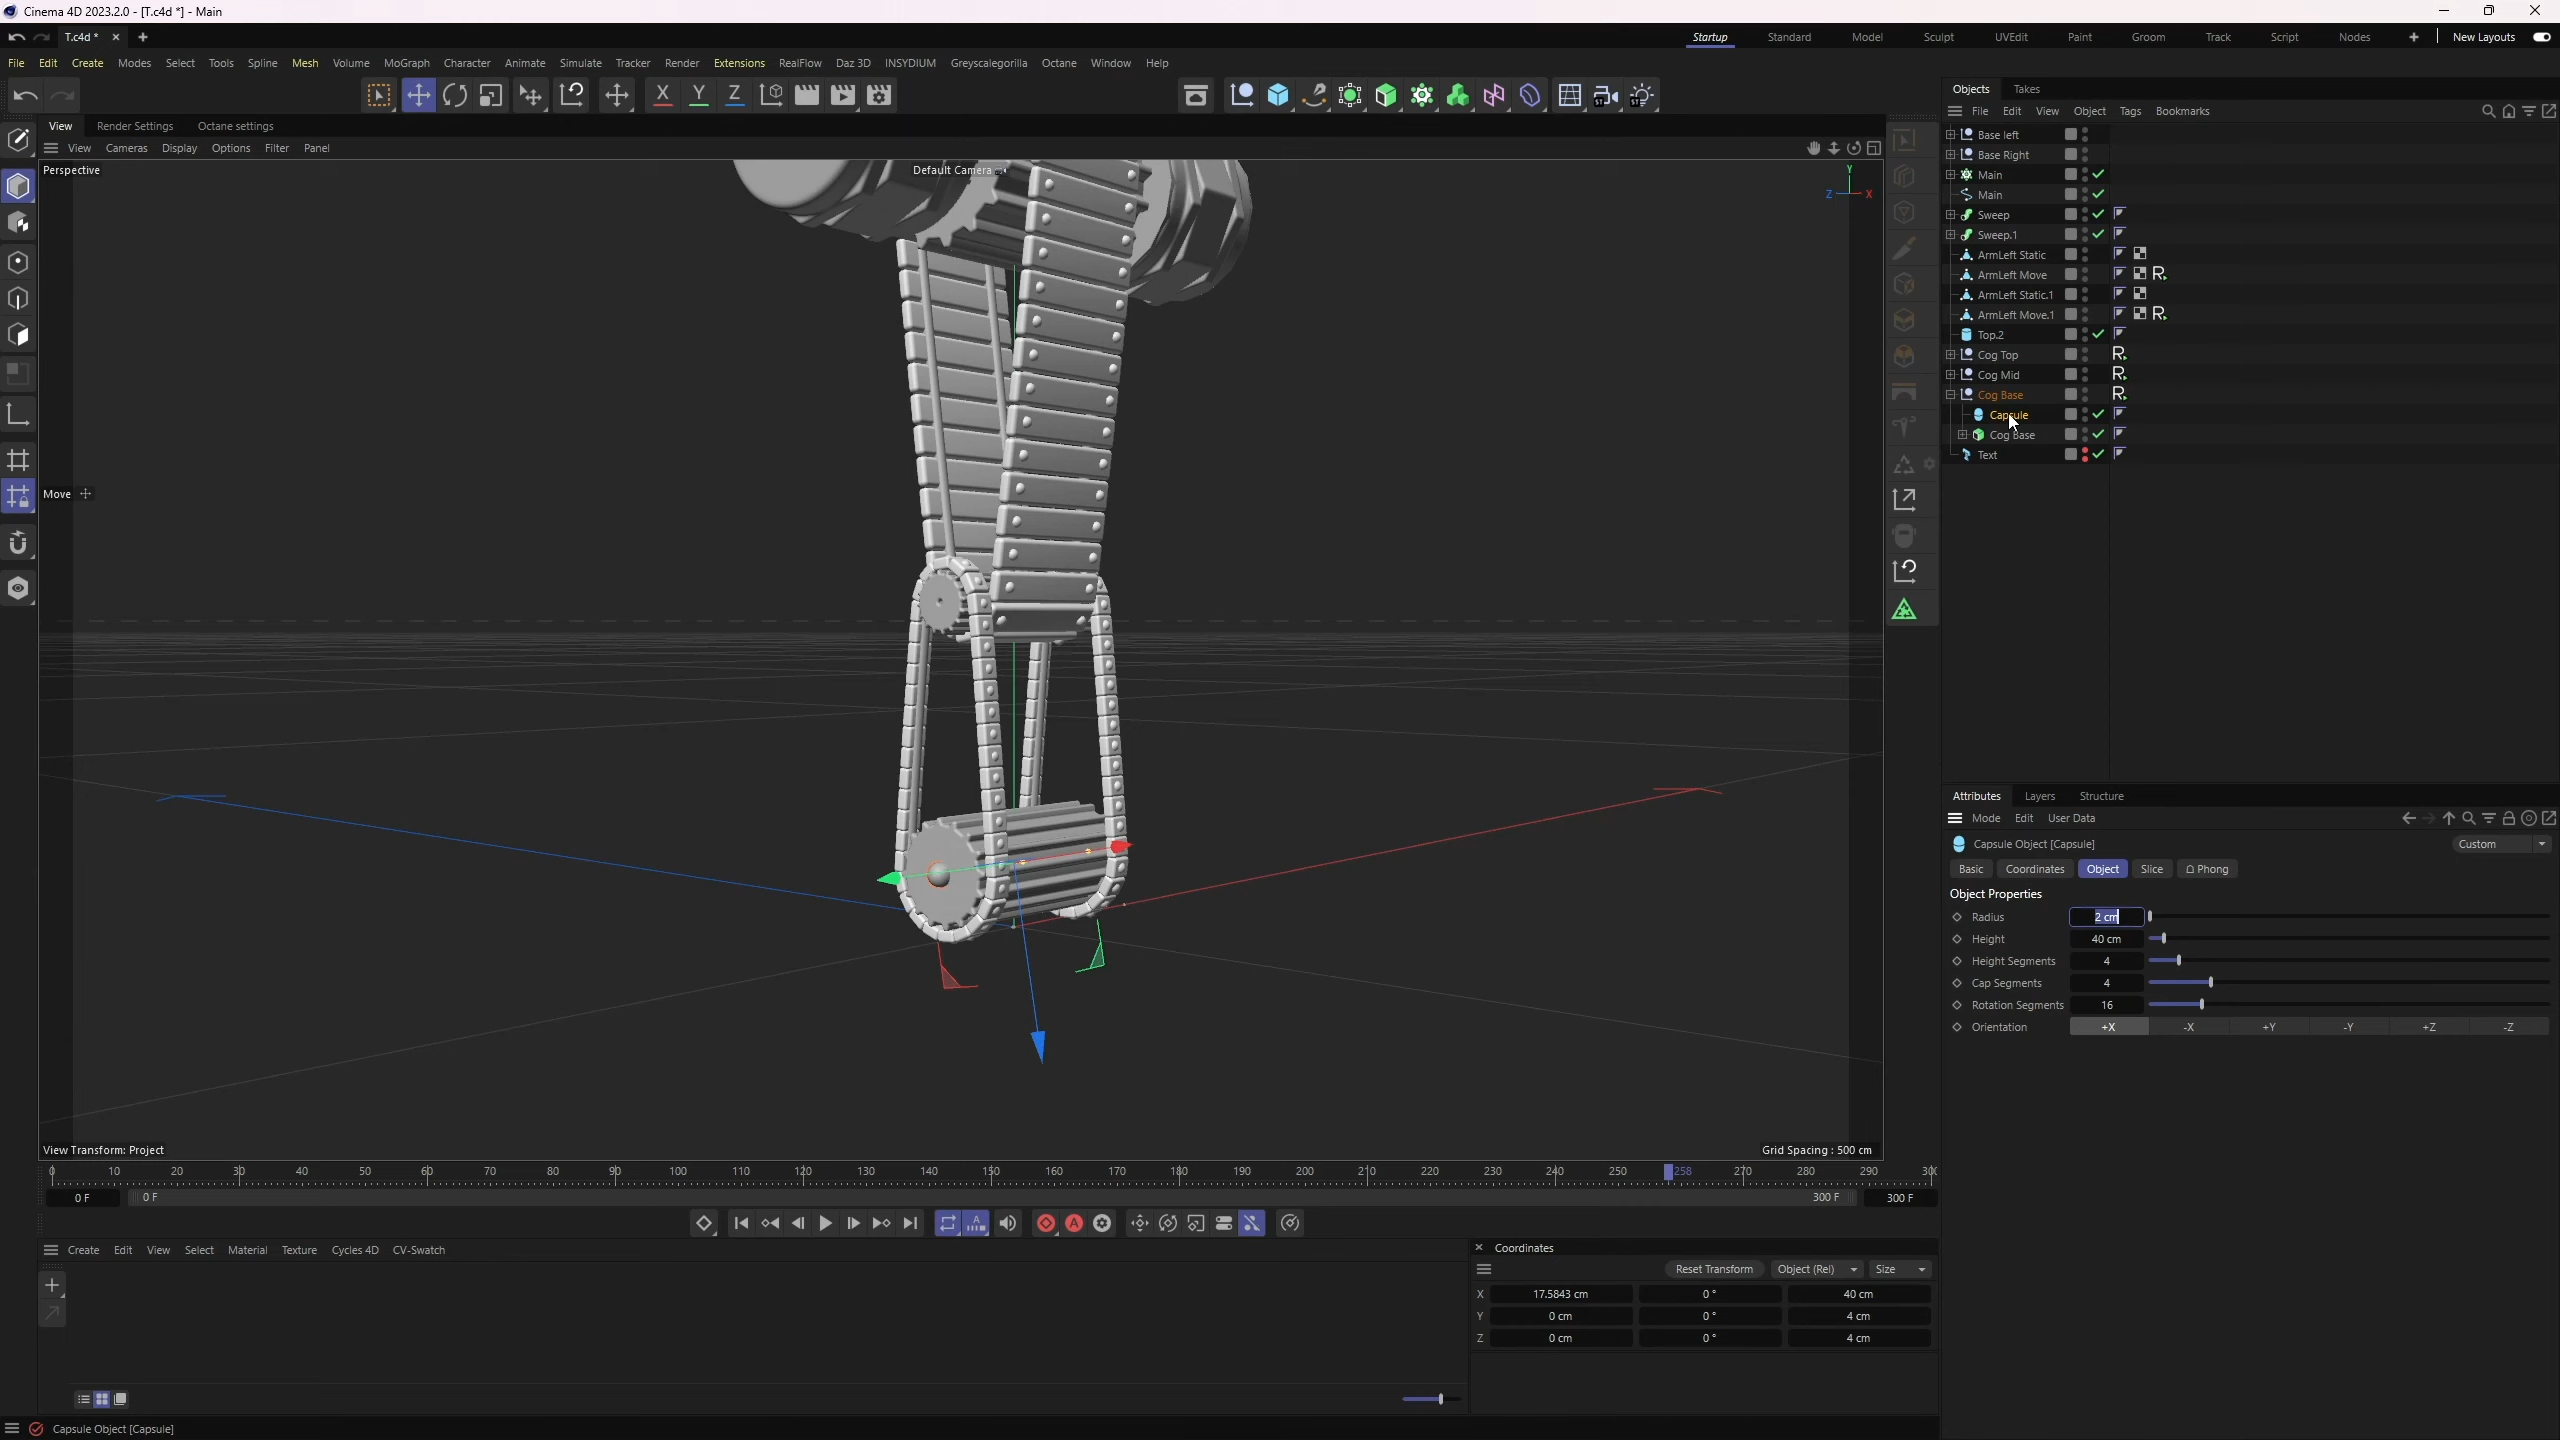 Cinema 4D 2023.2.0 - [T.c4d *] - Main
T.c4d *
Startup Standard Model Sculpt UVEdit Paint Groom Track Script Nodes New Layouts
File Edit Create Modes Select Tools Spline Mesh Volume MoGraph Character Animate Simulate Tracker Render Extensions RealFlow Daz 3D INSYDIUM Greyscalegorilla Octane Window Help
X Y Z
View Render Settings Octane settings
View Cameras Display Options Filter Panel
Perspective
Default Camera
Y
Z X
Move
View Transform: Project
Grid Spacing : 500 cm
Objects Takes
File Edit View Object Tags Bookmarks
Base left
Base Right
Main
Main
Sweep
Sweep.1
ArmLeft Static
ArmLeft Move
ArmLeft Static.1
ArmLeft Move.1
Top.2
Cog Top
Cog Mid
Cog Base
Capsule
Cog Base
Text
Attributes Layers Structure
Mode Edit User Data
Capsule Object [Capsule]
Custom
Basic Coordinates Object Slice Phong
Object Properties
Radius 2 cm
Height 40 cm
Height Segments 4
Cap Segments 4
Rotation Segments 16
Orientation +X -X +Y -Y +Z -Z
0 10 20 30 40 50 60 70 80 90 100 110 120 130 140 150 160 170 180 190 200 210 220 230 240 250 258 270 280 290 300
0 F 0 F 300 F 300 F
Create Edit View Select Material Texture Cycles 4D CV-Swatch
Coordinates
Reset Transform Object (Rel) Size
X 17.5843 cm 0° 40 cm
Y 0 cm 0° 4 cm
Z 0 cm 0° 4 cm
Capsule Object [Capsule]